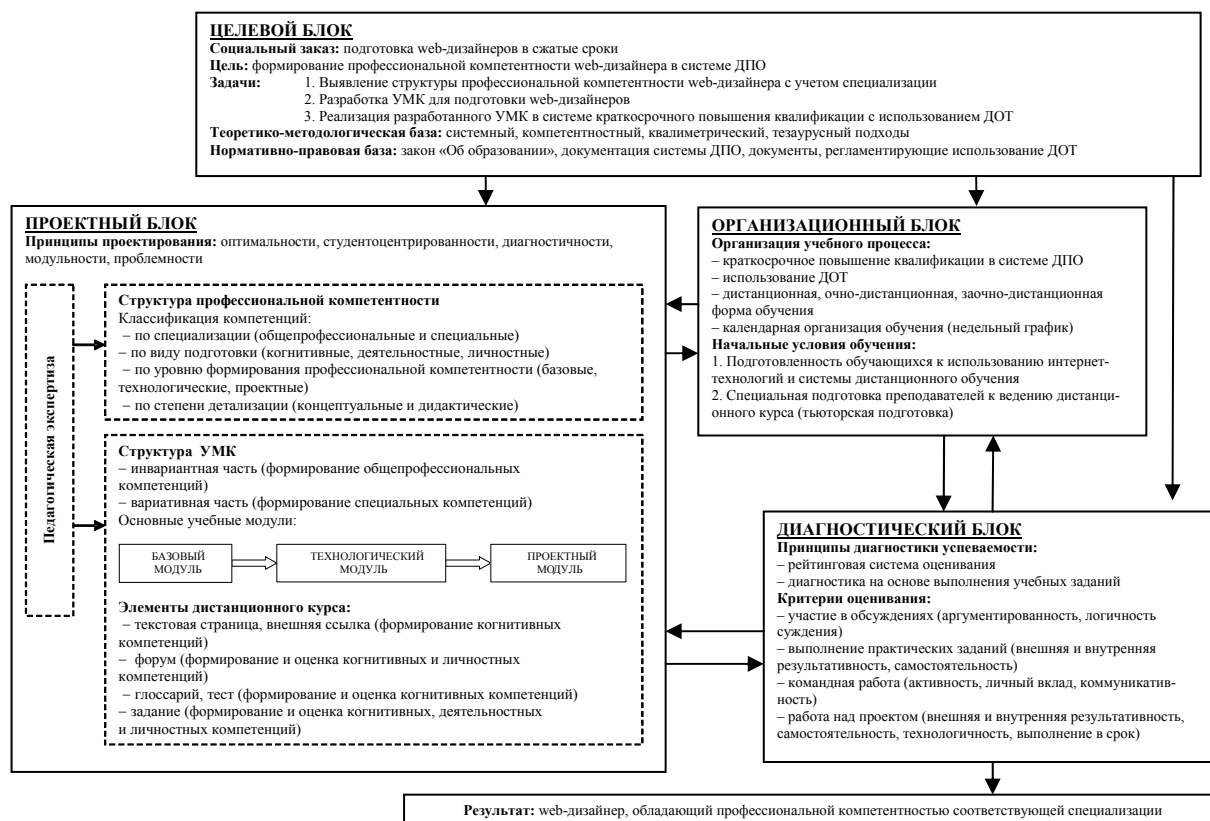 ЦЕЛЕВОЙ БЛОК
Социальный заказ: подготовка web-дизайнеров в сжатые сроки
Цель: формирование профессиональной компетентности web-дизайнера в системе ДПО
Задачи: 1. Выявление структуры профессиональной компетентности web-дизайнера с учетом специализации
2. Разработка УМК для подготовки web-дизайнеров
3. Реализация разработанного УМК в системе краткосрочного повышения квалификации с использованием ДОТ
Теоретико-методологическая база: системный, компетентностный, квалиметрический, тезаурусный подходы
Нормативно-правовая база: закон «Об образовании», документация системы ДПО, документы, регламентирующие использование ДОТ
ПРОЕКТНЫЙ БЛОК
Принципы проектирования: оптимальности, студентоцентрированности, диагностичности,
модульности, проблемности
Педагогическая экспертиза
Структура профессиональной компетентности
Классификация компетенций:
– по специализации (общепрофессиональные и специальные)
– по виду подготовки (когнитивные, деятельностные, личностные)
– по уровню формирования профессиональной компетентности (базовые,
технологические, проектные)
– по степени детализации (концептуальные и дидактические)
Структура УМК
– инвариантная часть (формирование общепрофессиональных
компетенций)
– вариативная часть (формирование специальных компетенций)
Основные учебные модули:
БАЗОВЫЙ
МОДУЛЬ
ТЕХНОЛОГИЧЕСКИЙ
МОДУЛЬ
ПРОЕКТНЫЙ
МОДУЛЬ
Элементы дистанционного курса:
– текстовая страница, внешняя ссылка (формирование когнитивных
компетенций)
– форум (формирование и оценка когнитивных и личностных
компетенций)
– глоссарий, тест (формирование и оценка когнитивных компетенций)
– задание (формирование и оценка когнитивных, деятельностных
и личностных компетенций)
ОРГАНИЗАЦИОННЫЙ БЛОК
Организация учебного процесса:
– краткосрочное повышение квалификации в системе ДПО
– использование ДОТ
– дистанционная, очно-дистанционная, заочно-дистанционная
форма обучения
– календарная организация обучения (недельный график)
Начальные условия обучения:
1. Подготовленность обучающихся к использованию интернет-
технологий и системы дистанционного обучения
2. Специальная подготовка преподавателей к ведению дистанци-
онного курса (тьюторская подготовка)
ДИАГНОСТИЧЕСКИЙ БЛОК
Принципы диагностики успеваемости:
– рейтинговая система оценивания
– диагностика на основе выполнения учебных заданий
Критерии оценивания:
– участие в обсуждениях (аргументированность, логичность
суждения)
– выполнение практических заданий (внешняя и внутренняя
результативность, самостоятельность)
– командная работа (активность, личный вклад, коммуникатив-
ность)
– работа над проектом (внешняя и внутренняя результативность,
самостоятельность, технологичность, выполнение в срок)
Результат: web-дизайнер, обладающий профессиональной компетентностью соответствующей специализации